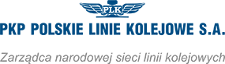 PLK
PKP POLSKIE LINIE KOLEJOWE S.A.
Zarządca narodowej sieci linii kolejowych